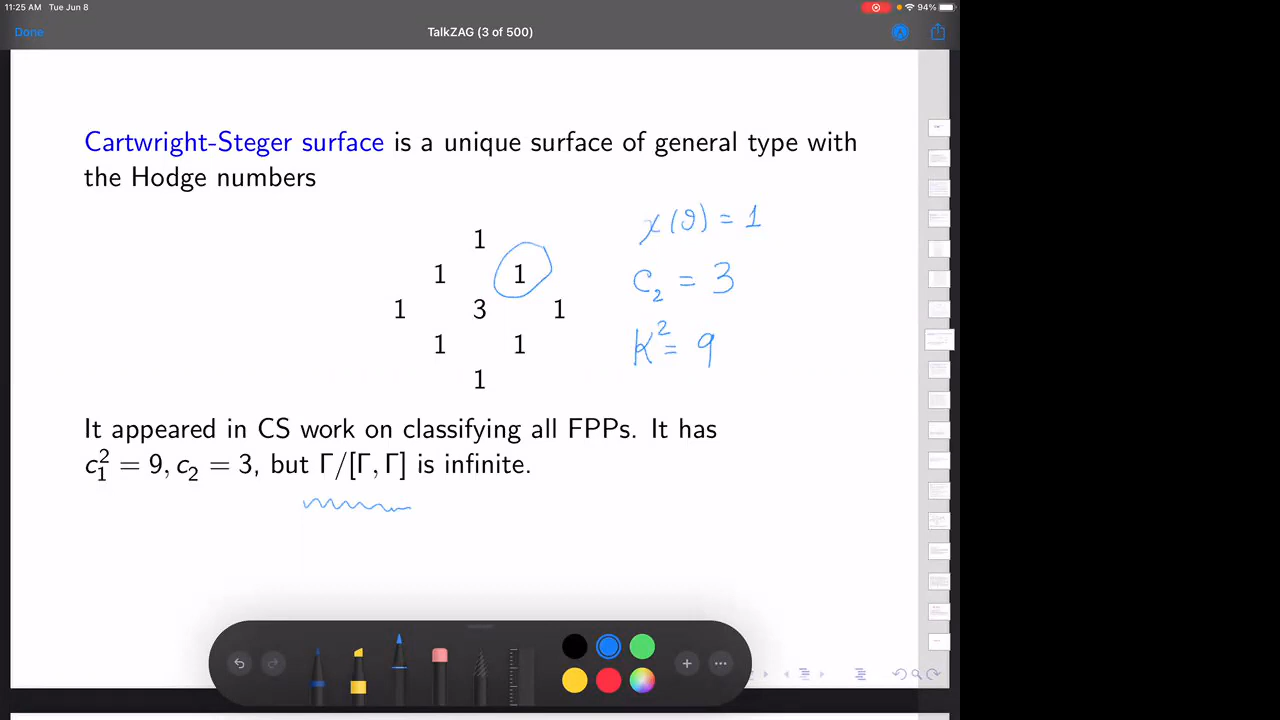 11:25 AM Tue Jun 8
94%
Done
TalkZAG (3 of 500)
Cartwright-Steger surface is a unique surface of general type with
the Hodge numbers
1
1 1
1 3 1
1 1
1
χ(𝒪) = 1
c₂ = 3
K² = 9
It appeared in CS work on classifying all FPPs. It has
c₁² = 9, c₂ = 3, but Γ/[Γ, Γ] is infinite.